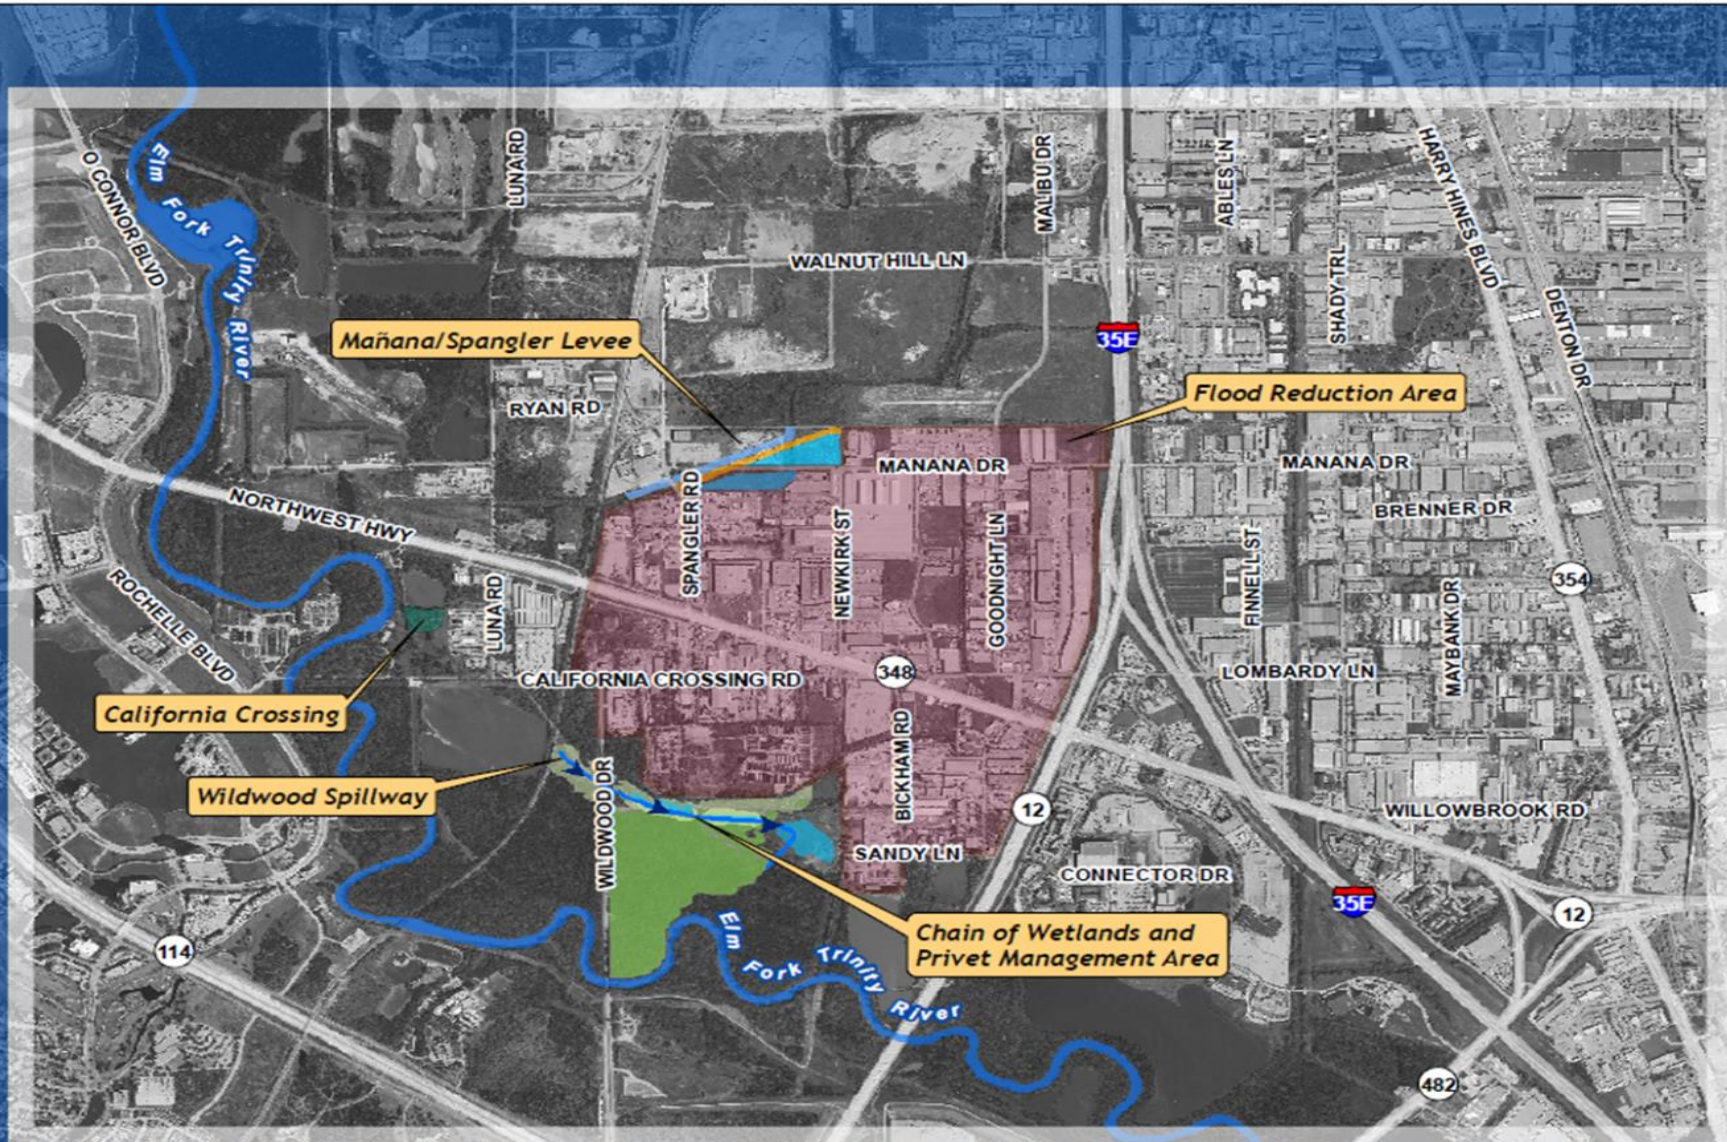 LUNA RD
MALIBU DR
ABLES LN
HARRY HINES BLVD
O CONNOR BLVD
Elm Fork Trinity River
WALNUT HILL LN
SHADY TRL
DENTON DR
Mañana/Spangler Levee
35E
Flood Reduction Area
RYAN RD
MANANA DR
MANANA DR
NORTHWEST HWY
SPANGLER RD
NEWKIRK ST
GOODNIGHT LN
BRENNER DR
FINNELL ST
354
ROCHELLE BLVD
LUNA RD
MAYBANK DR
CALIFORNIA CROSSING RD
348
LOMBARDY LN
California Crossing
Wildwood Spillway
WILDWOOD DR
BICKHAM RD
12
WILLOWBROOK RD
SANDY LN
CONNECTOR DR
35E
12
114
Chain of Wetlands and
Privet Management Area
Elm Fork Trinity River
482